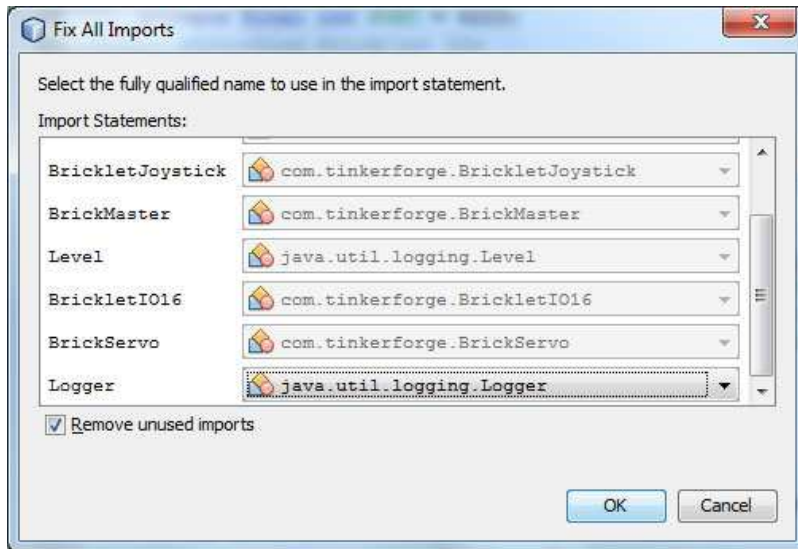 Fix All Imports
Select the fully qualified name to use in the import statement.
Import Statements:
BrickletJoystick com.tinkerforge.BrickletJoystick
BrickMaster com.tinkerforge.BrickMaster
Level java.util.logging.Level
BrickletIO16 com.tinkerforge.BrickletIO16
BrickServo com.tinkerforge.BrickServo
Logger java.util.logging.Logger
Remove unused imports
OK Cancel